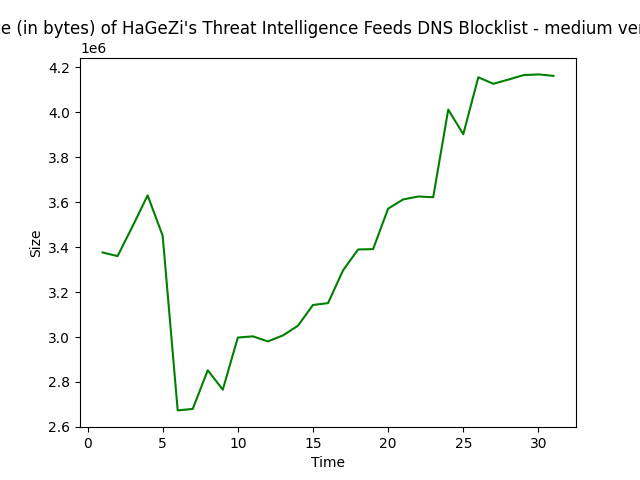 e (in bytes) of HaGeZi's Threat Intelligence Feeds DNS Blocklist - medium ver
1e6
4.2
4.0
3.8
3.6
3.4
3.2
3.0
2.8
2.6
Size
0 5 10 15 20 25 30
Time